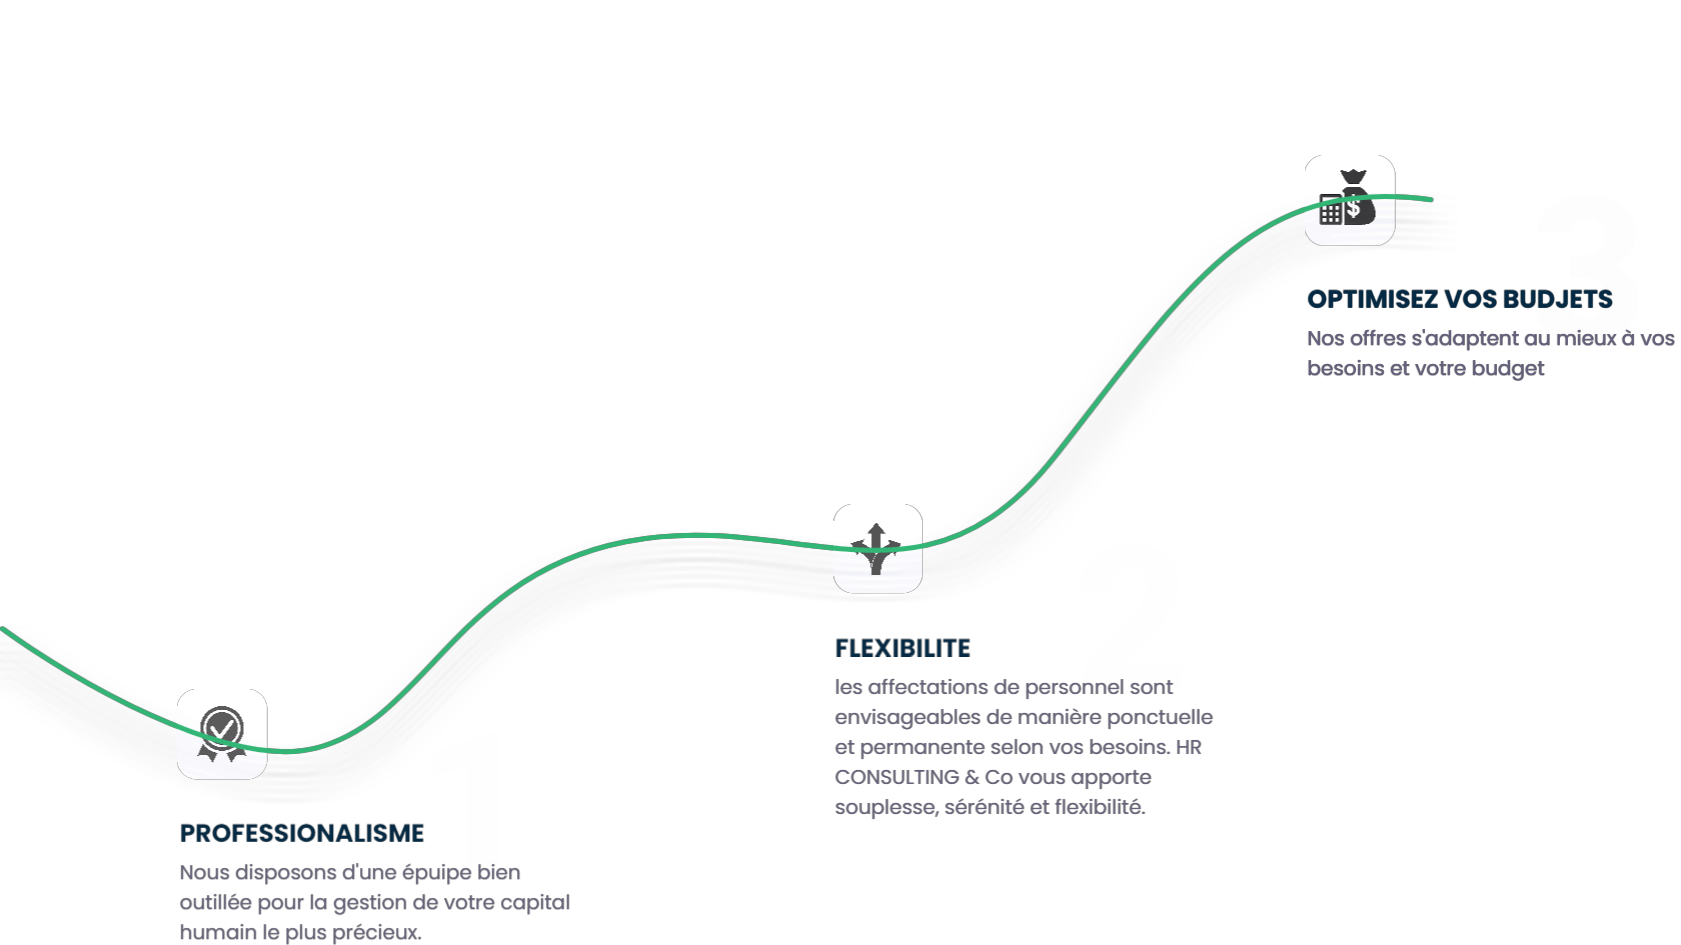 OPTIMISEZ VOS BUDJETS
Nos offres s'adaptent au mieux à vos
besoins et votre budget
FLEXIBILITE
les affectations de personnel sont
envisageables de manière ponctuelle
et permanente selon vos besoins. HR
CONSULTING & Co vous apporte
souplesse, sérénité et flexibilité.
PROFESSIONALISME
Nous disposons d'une épuipe bien
outillée pour la gestion de votre capital
humain le plus précieux.